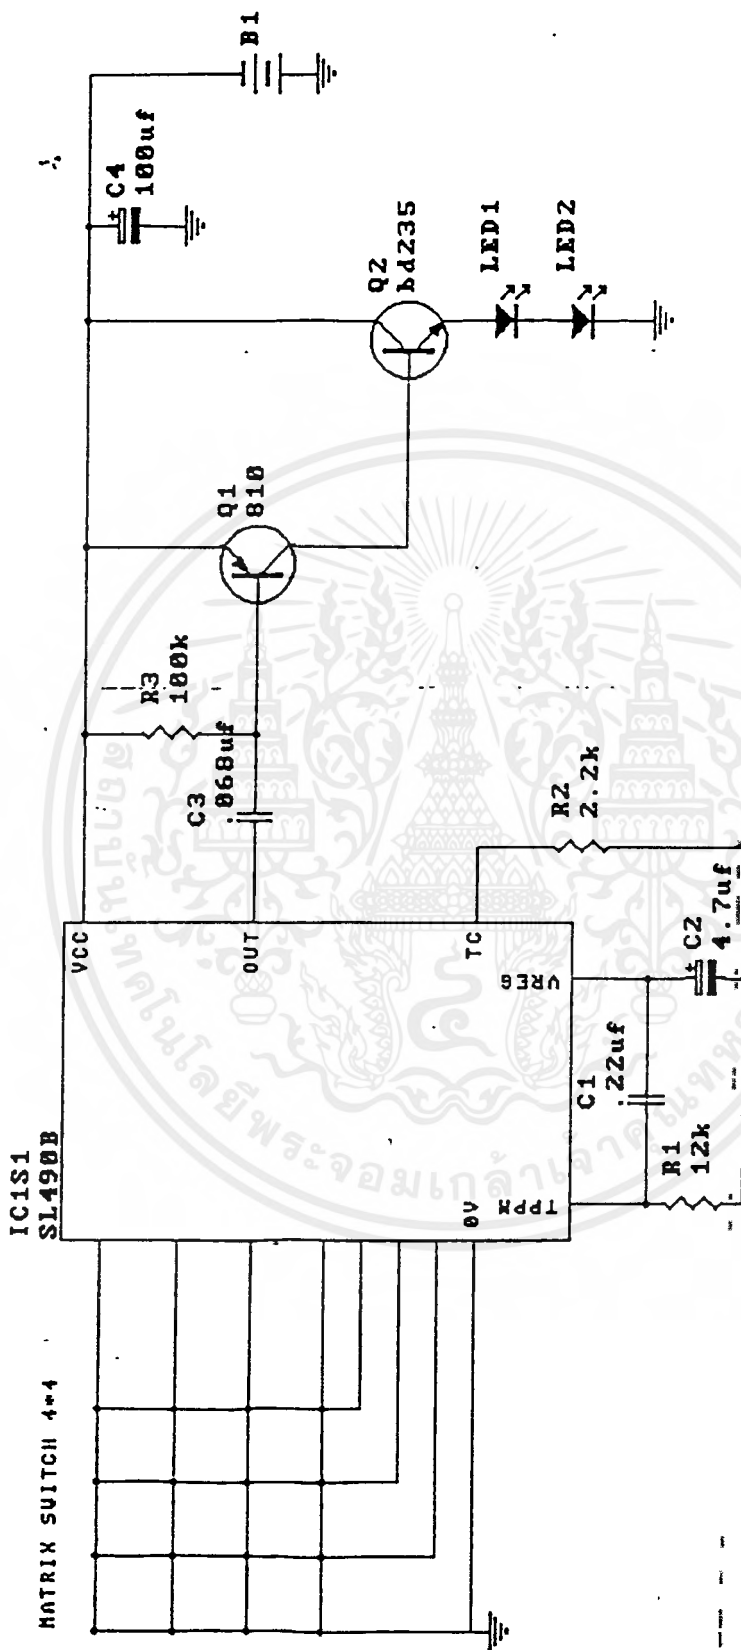 MATRIX SWITCH 4*4
IC1S1
SL490B
VCC
OUT
TC
0V
TPPM
VREG
C3
.068uf
R3
100k
Q1
810
Q2
bd235
C4
100uf
B1
LED1
LED2
R2
2.2k
C2
4.7uf
C1
.22uf
R1
12k